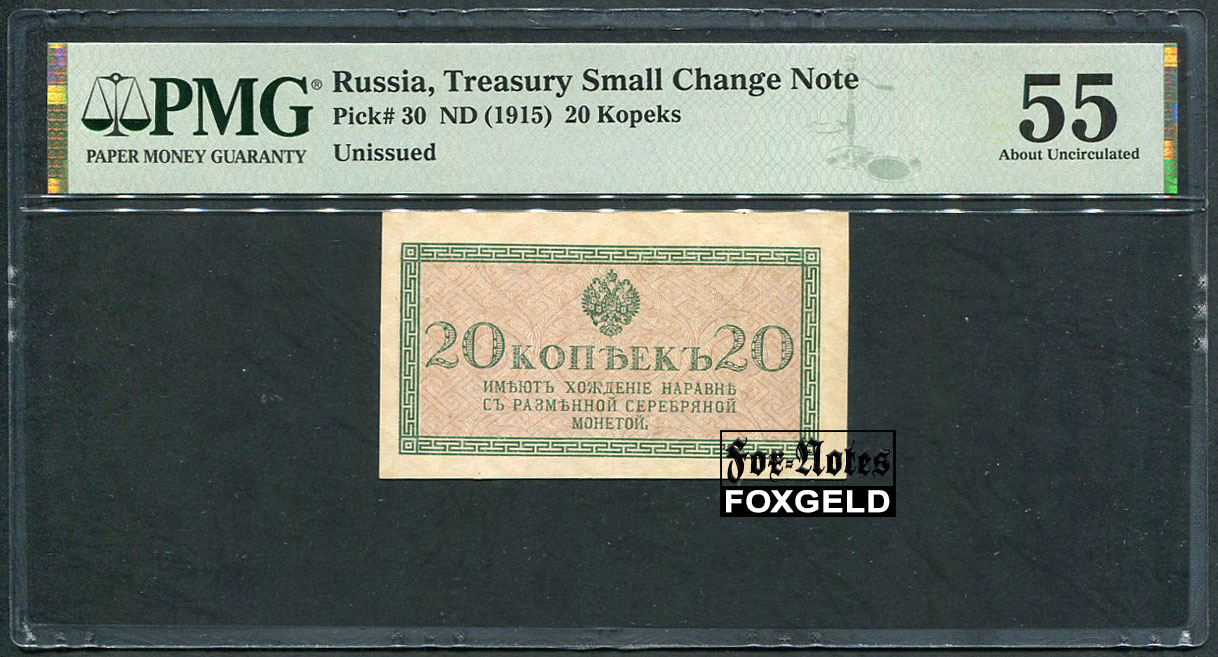 PMG®
PAPER MONEY GUARANTY
Russia, Treasury Small Change Note
Pick# 30 ND (1915) 20 Kopeks
Unissued
55
About Uncirculated
20 КОПѢЕКЪ 20
ИМѢЮТЪ ХОЖДЕНІЕ НАРАВНѢ
СЪ РАЗМѢННОЙ СЕРЕБРЯНОЙ
МОНЕТОЙ.
Fox-Notes
FOXGELD